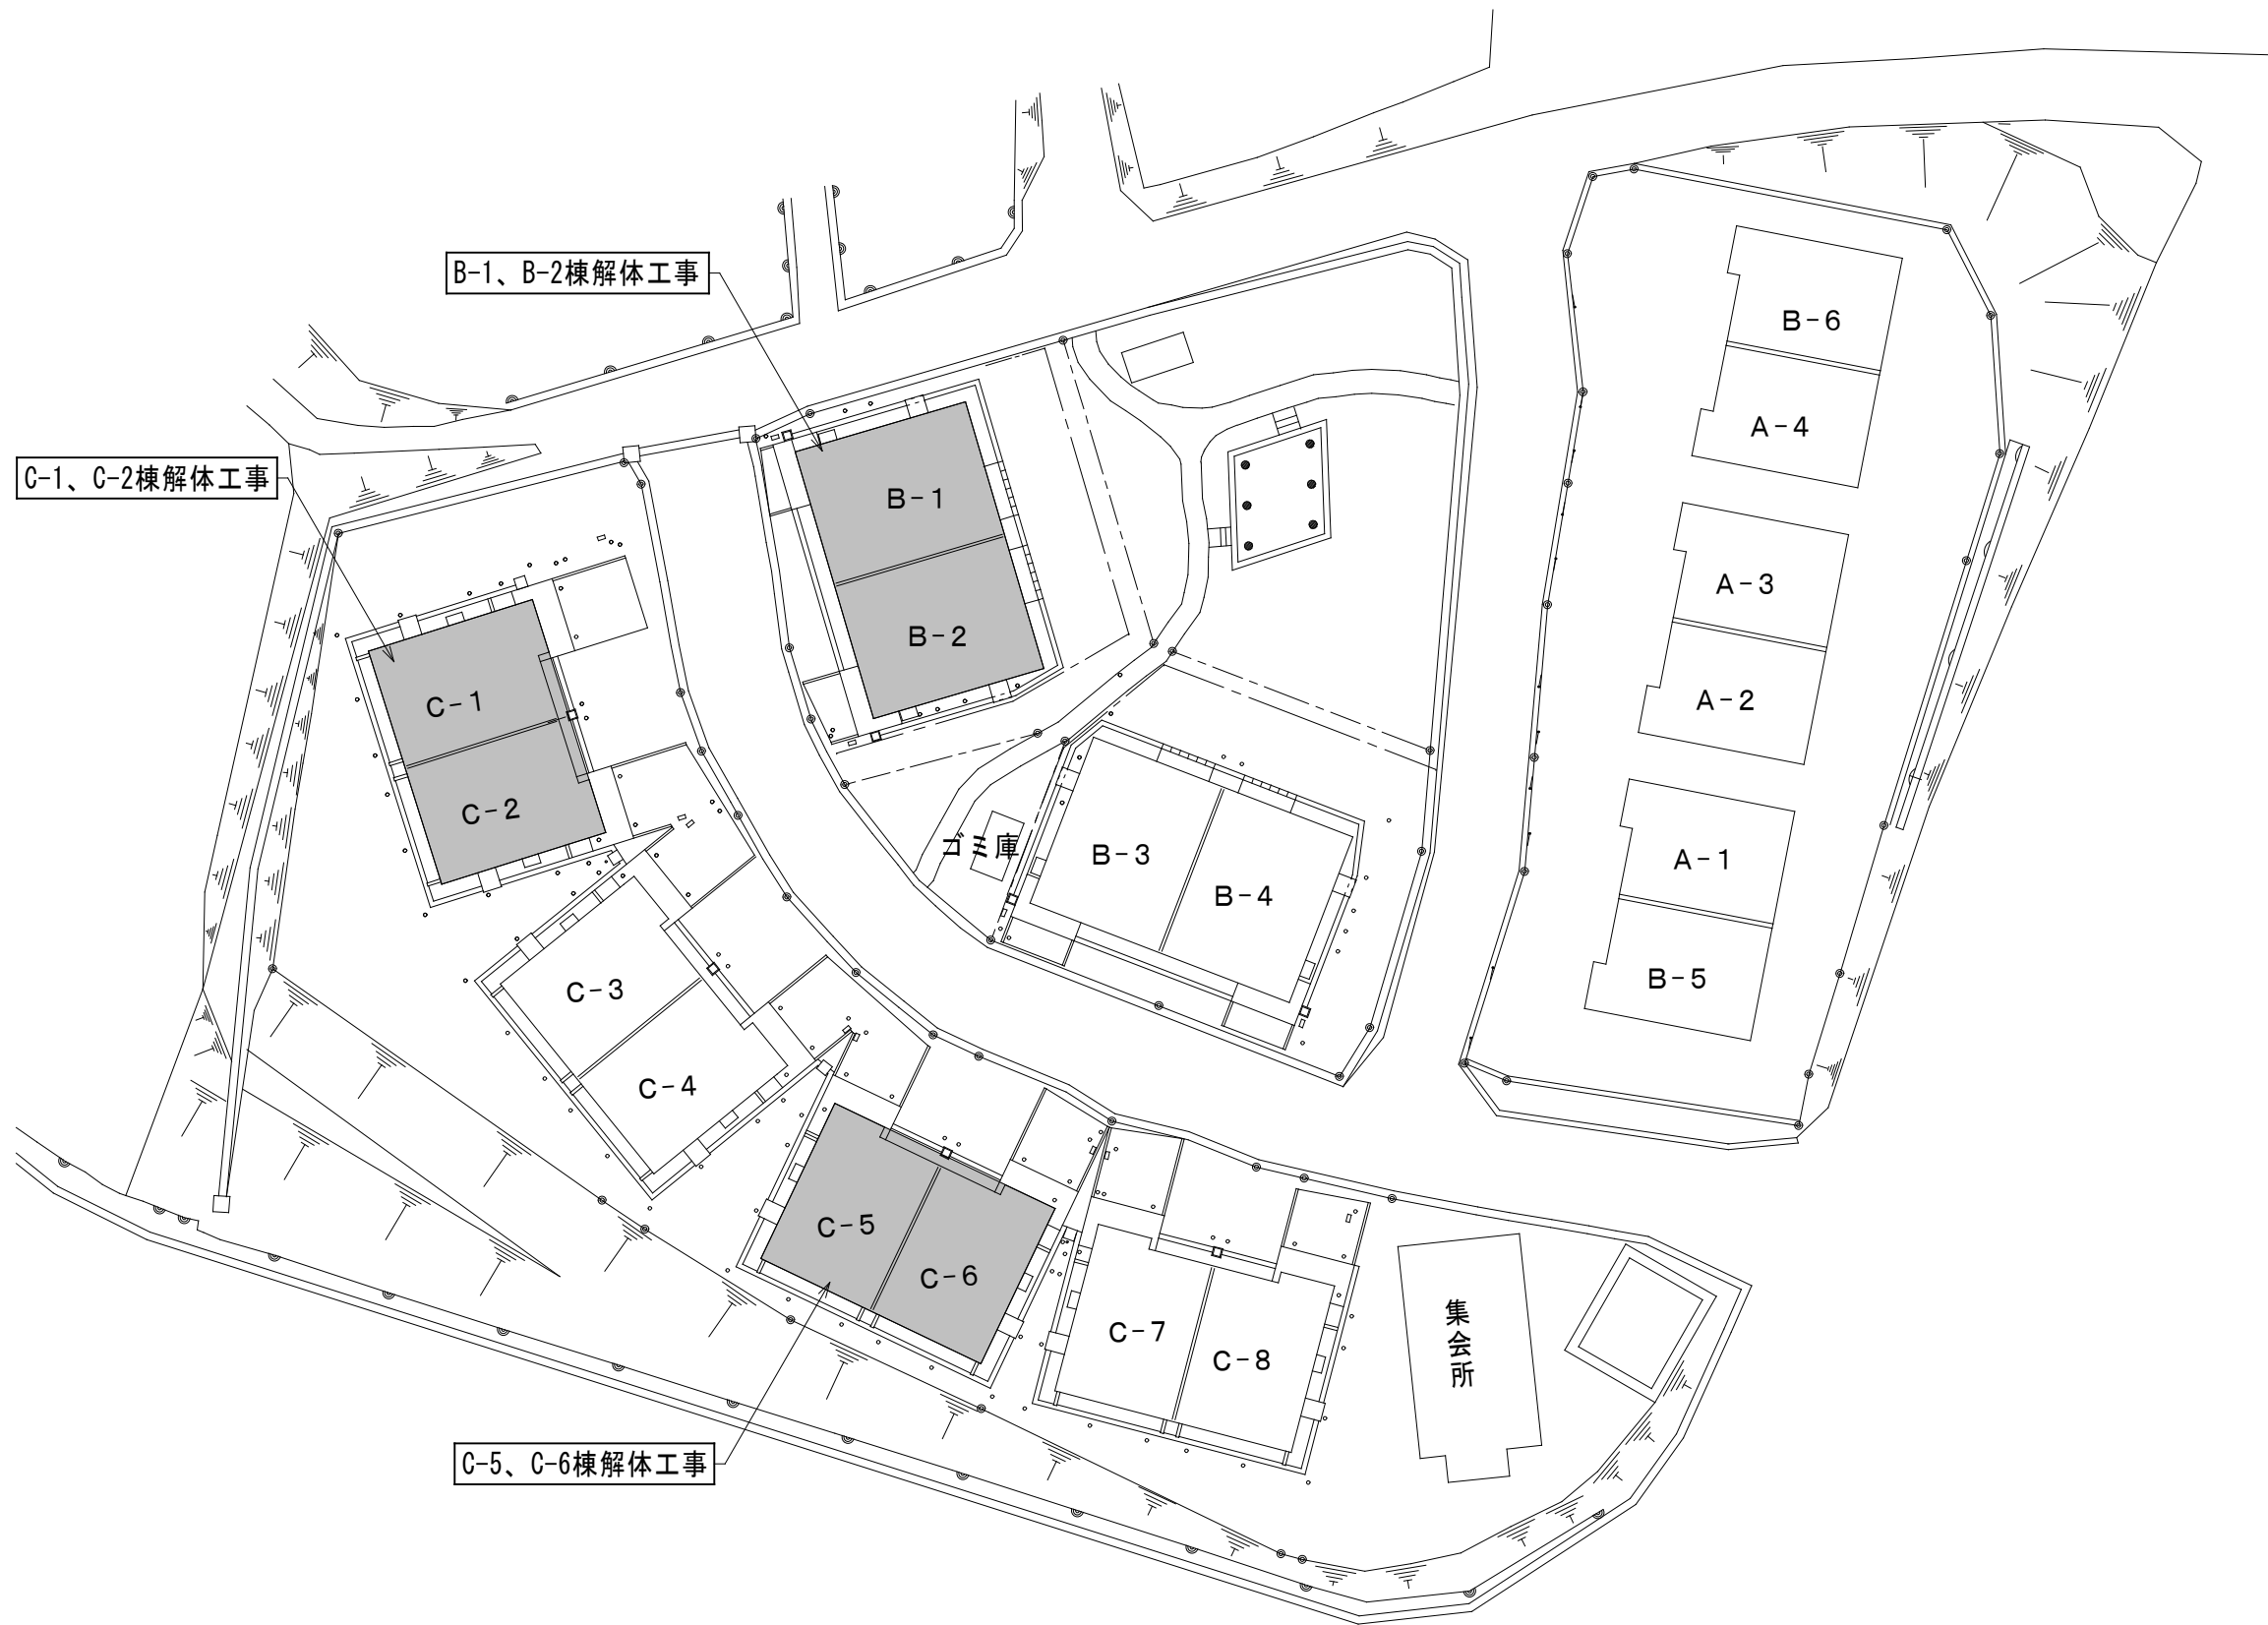 B-1、B-2棟解体工事
C-1、C-2棟解体工事
B-6
A-4
B-1
A-3
B-2
A-2
C-1
C-2
ゴミ庫
B-3
A-1
B-4
B-5
C-3
C-4
C-5
C-6
C-7
C-8
集会所
C-5、C-6棟解体工事